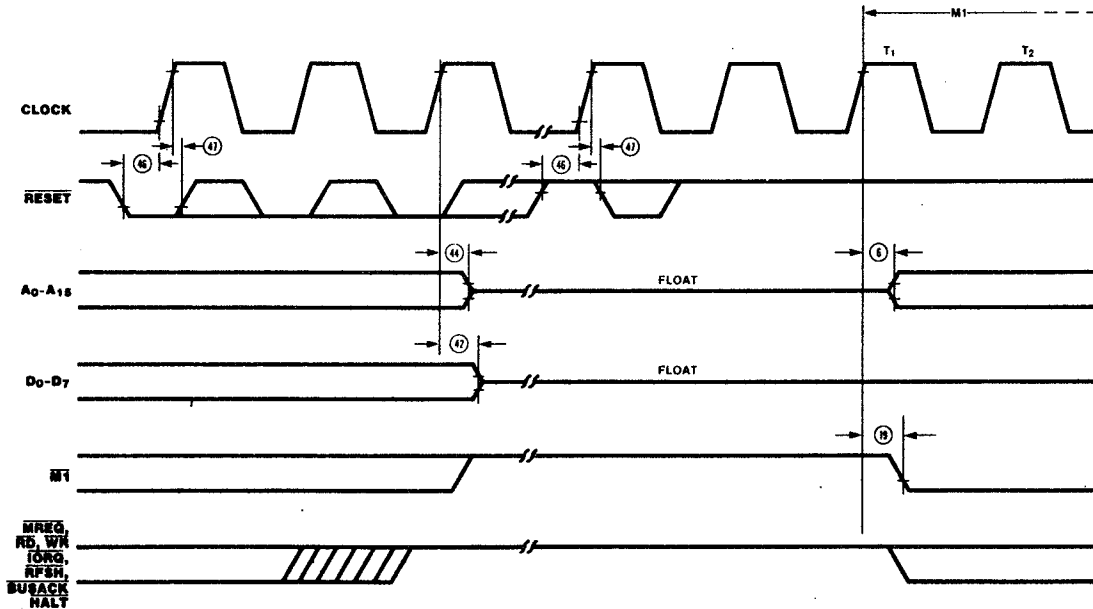 M1
T1 T2
CLOCK
47 47
46 46
RESET
44 6
A0-A15 FLOAT
42
D0-D7 FLOAT
19
M1
MREQ,
RD, WR
IORQ,
RFSH,
BUSACK
HALT